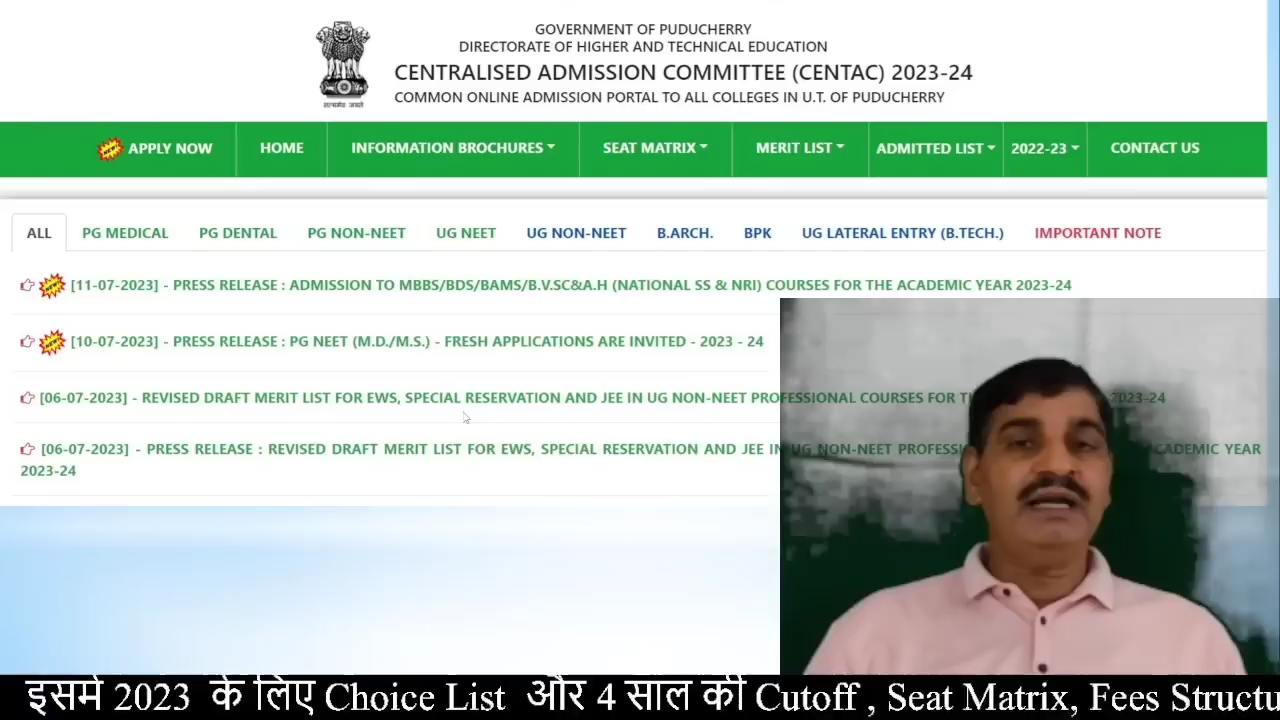 GOVERNMENT OF PUDUCHERRY
DIRECTORATE OF HIGHER AND TECHNICAL EDUCATION
CENTRALISED ADMISSION COMMITTEE (CENTAC) 2023-24
COMMON ONLINE ADMISSION PORTAL TO ALL COLLEGES IN U.T. OF PUDUCHERRY
सत्यमेव जयते
NEW APPLY NOW HOME INFORMATION BROCHURES SEAT MATRIX MERIT LIST ADMITTED LIST 2022-23 CONTACT US
ALL PG MEDICAL PG DENTAL PG NON-NEET UG NEET UG NON-NEET B.ARCH. BPK UG LATERAL ENTRY (B.TECH.) IMPORTANT NOTE
NEW [11-07-2023] - PRESS RELEASE : ADMISSION TO MBBS/BDS/BAMS/B.V.SC&A.H (NATIONAL SS & NRI) COURSES FOR THE ACADEMIC YEAR 2023-24
NEW [10-07-2023] - PRESS RELEASE : PG NEET (M.D./M.S.) - FRESH APPLICATIONS ARE INVITED - 2023 - 24
[06-07-2023] - REVISED DRAFT MERIT LIST FOR EWS, SPECIAL RESERVATION AND JEE IN UG NON-NEET PROFESSIONAL COURSES FOR 2023-24
[06-07-2023] - PRESS RELEASE : REVISED DRAFT MERIT LIST FOR EWS, SPECIAL RESERVATION AND JEE IN UG NON-NEET YEAR
2023-24
इसमें 2023 के लिए Choice List और 4 साल की Cutoff , Seat Matrix, Fees